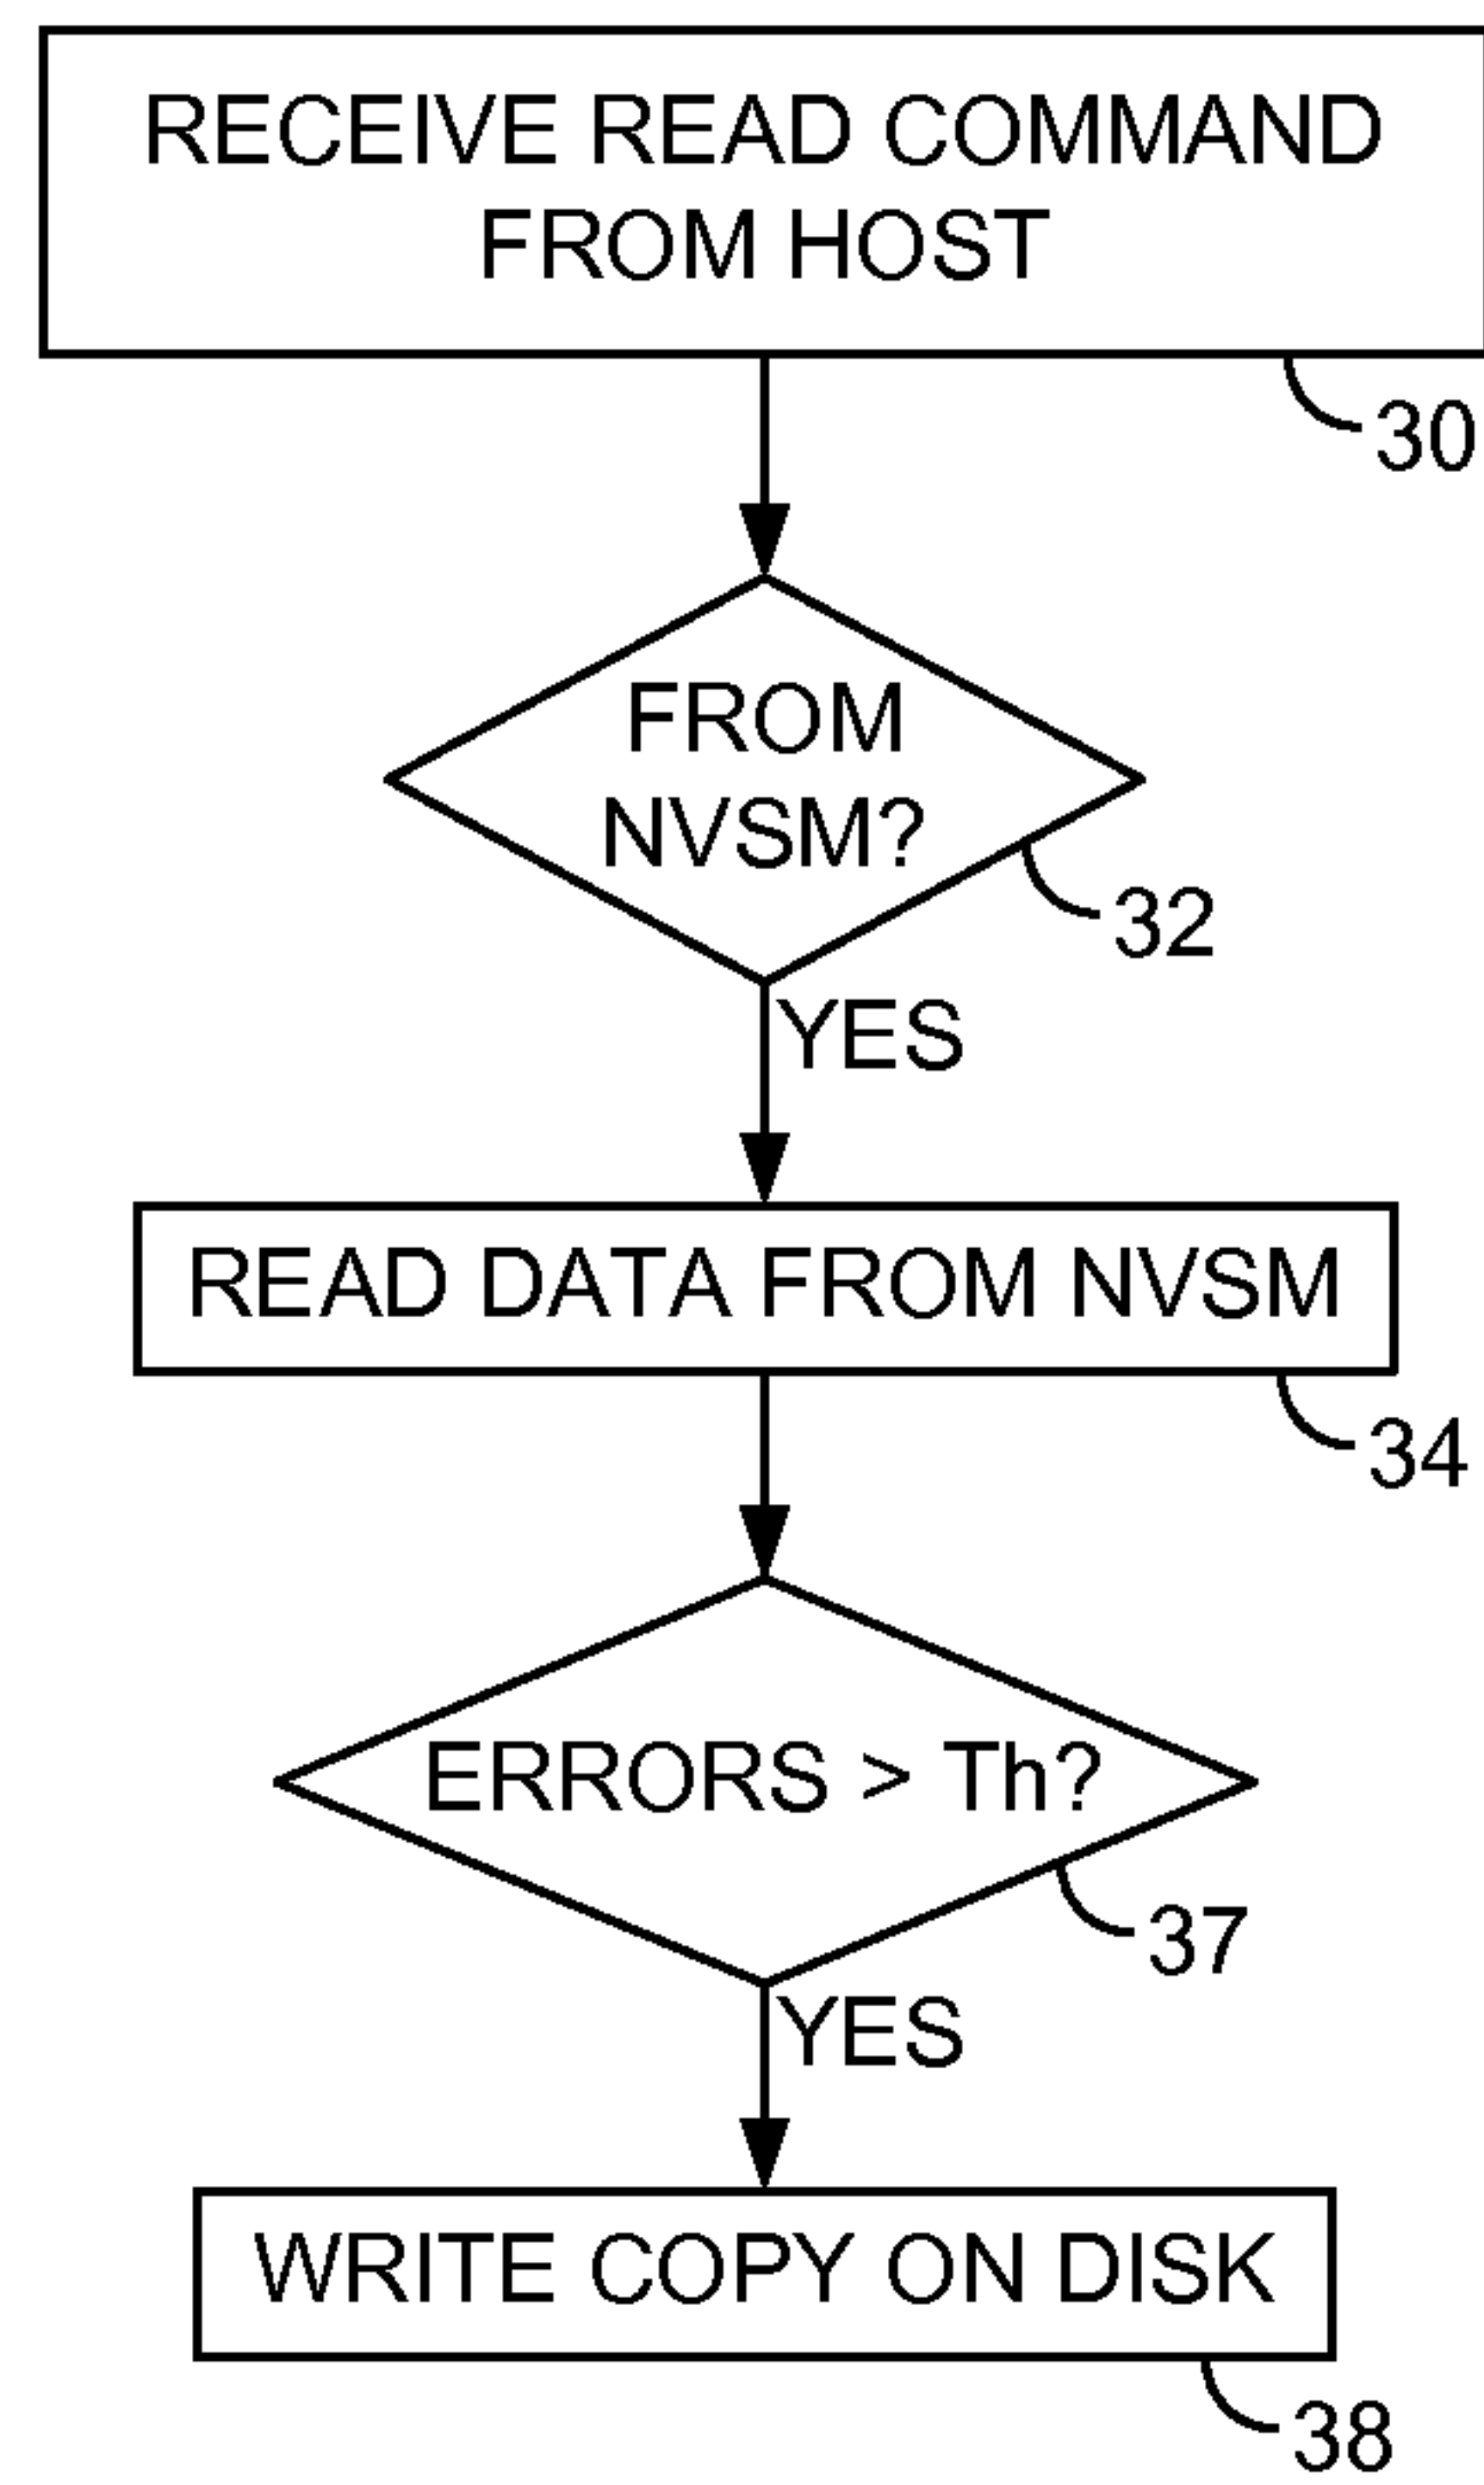 RECEIVE READ COMMAND
FROM HOST
30
FROM
NVSM?
32
YES
READ DATA FROM NVSM
34
ERRORS > Th?
37
YES
WRITE COPY ON DISK
38